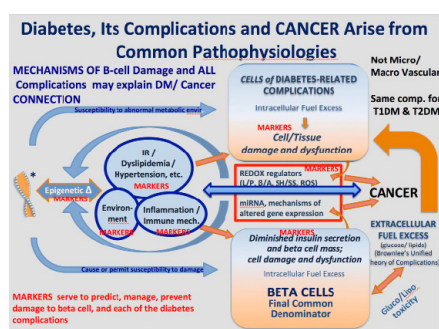 Diabetes, Its Complications and CANCER Arise from
Common Pathophysiologies
MECHANISMS OF B-cell Damage and ALL
Complications may explain DM/ Cancer
CONNECTION
Susceptibility to abnormal metabolic envir
CELLS of DIABETES-RELATED
COMPLICATIONS
Intracellular Fuel Excess
MARKERS
Cell/Tissue
damage and dysfunction
Not Micro/
Macro Vascular
Same comp. for
T1DM & T2DM
IR /
Dyslipidemia /
Hypertension, etc.
MARKERS
*
Epigenetic Δ
MARKERS
Environ-
ment
MARKERS
Inflammation /
Immune mech.
MARKERS
MARKERS
REDOX regulators
(L/P, B/A, SH/SS, ROS)
miRNA, mechanisms of
altered gene expression
MARKERS
CANCER
Diminished insulin secretion
and beta cell mass;
cell damage and dysfunction
Intracellular Fuel Excess
BETA CELLS
Final Common
Denominator
EXTRACELLULAR
FUEL EXCESS
(glucose/ lipids)
(Brownlee's Unified
Theory of Complications)
Gluco/Lipo
toxicity
Cause or permit susceptibility to damage
MARKERS serve to predict, manage, prevent
damage to beta cell, and each of the diabetes
complications